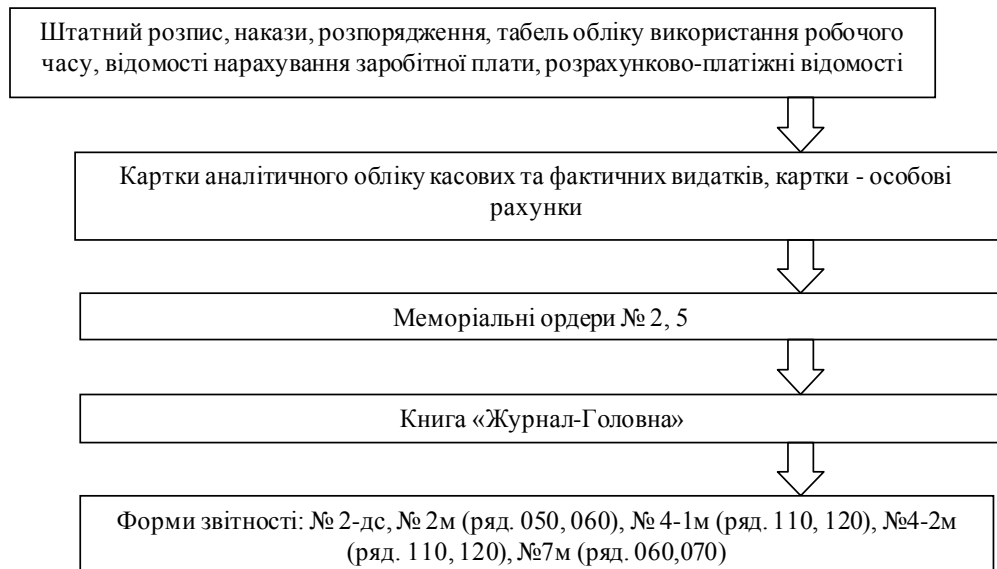 Штатний розпис, накази, розпорядження, табель обліку використання робочого
часу, відомості нарахування заробітної плати, розрахунково-платіжні відомості
Картки аналітичного обліку касових та фактичних видатків, картки - особові
рахунки
Меморіальні ордери № 2, 5
Книга «Журнал-Головна»
Форми звітності: № 2-дс, № 2м (ряд. 050, 060), № 4-1м (ряд. 110, 120), №4-2м
(ряд. 110, 120), №7м (ряд. 060,070)